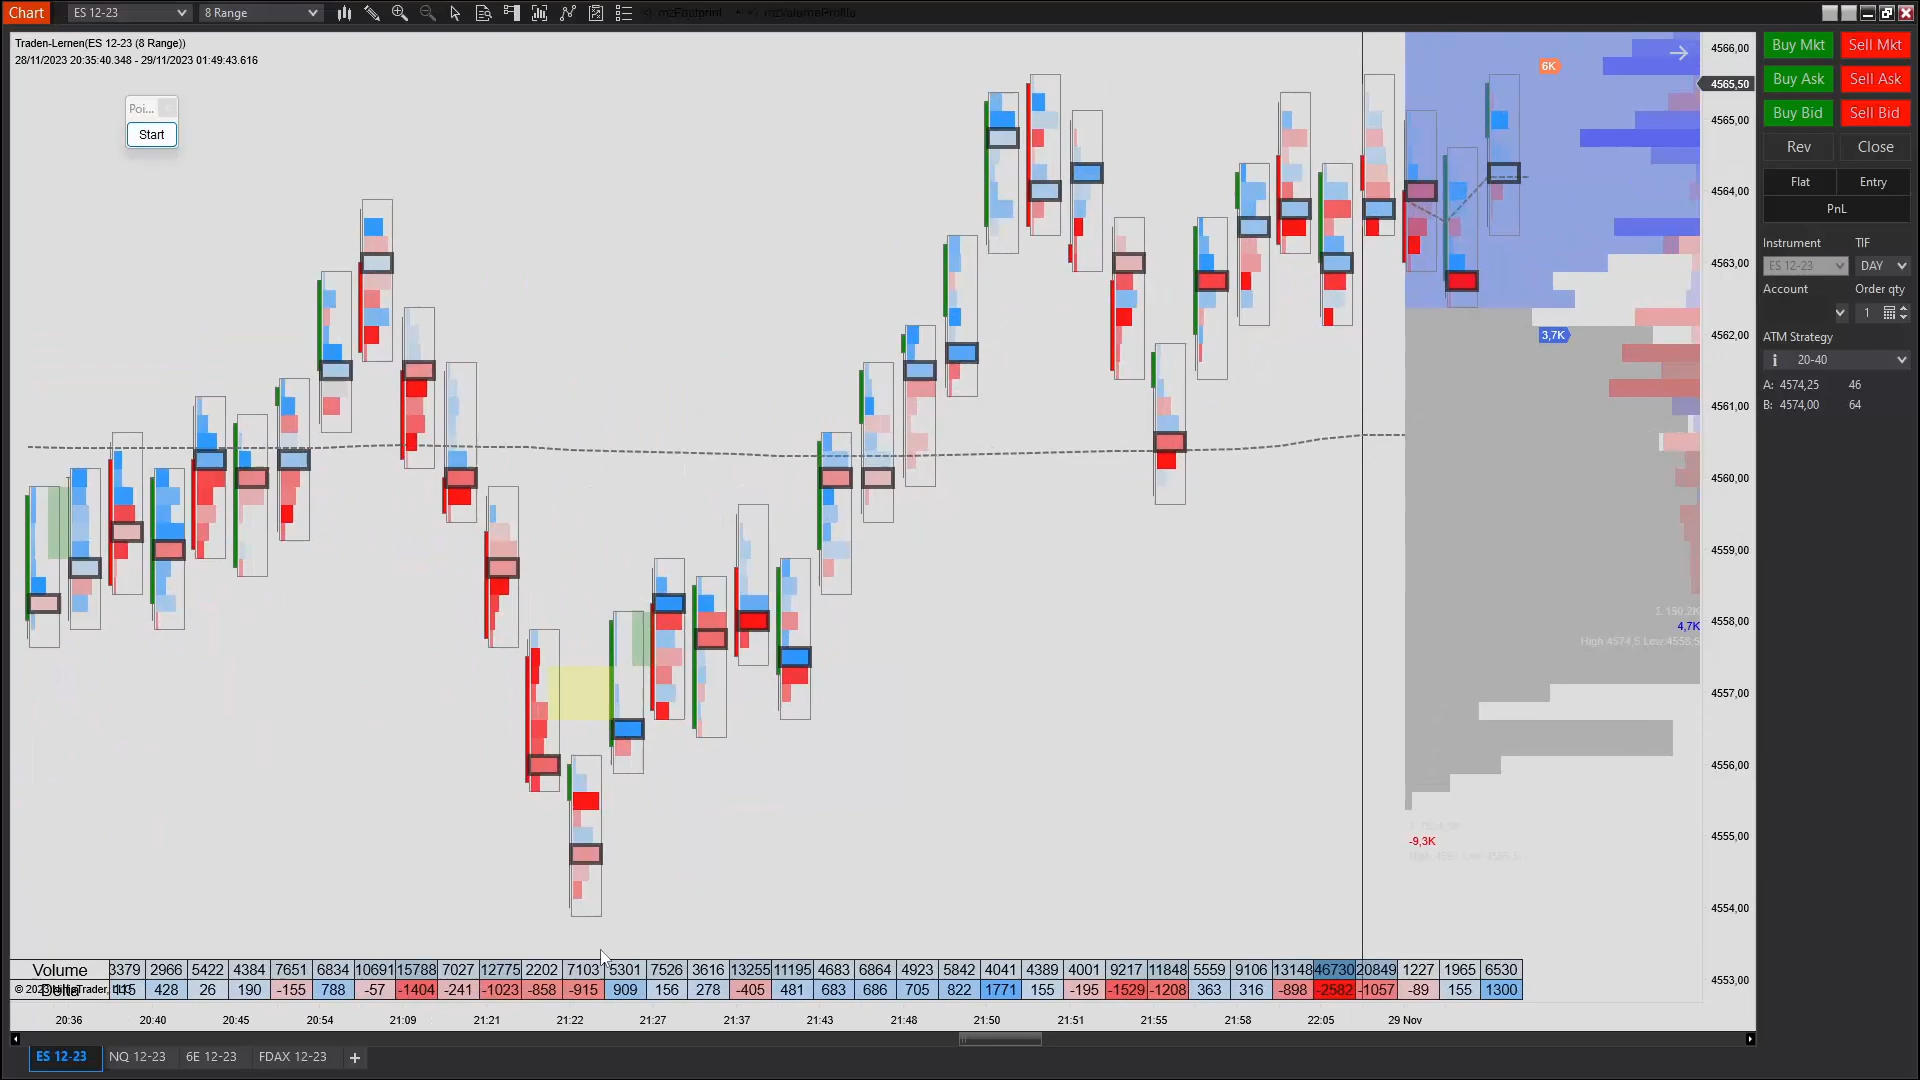 Chart ES 12-23 8 Range mzFootprint mzVolumeProfile
Traden-Lernen(ES 12-23 (8 Range))
28/11/2023 20:35:40.348 - 29/11/2023 01:49:43.616
Poi...
Start
6K
3,7K
4,7K
-9,3K
4566,00
4565,50
4565,00
4564,00
4563,00
4562,00
4561,00
4560,00
4559,00
4558,00
4557,00
4556,00
4555,00
4554,00
4553,00
Buy Mkt Sell Mkt
Buy Ask Sell Ask
Buy Bid Sell Bid
Rev Close
Flat Entry
PnL
Instrument TIF
ES 12-23 DAY
Account Order qty
1
ATM Strategy
20-40
A: 4574,25 46
B: 4574,00 64
Volume 3379 2966 5422 4384 7651 6834 10691 15788 7027 12775 2202 7103 5301 7526 3616 13255 11195 4683 6864 4923 5842 4041 4389 4001 9217 11848 5559 9106 13148 46730 20849 1227 1965 6530
Delta 428 26 190 -155 788 -57 -1404 -241 -1023 -858 -915 909 156 278 -405 481 683 686 705 822 1771 155 -195 -1529 -1208 363 316 -898 -2582 -1057 -89 155 1300
20:36 20:40 20:45 20:54 21:09 21:21 21:22 21:27 21:37 21:43 21:48 21:50 21:51 21:55 21:58 22:05 29 Nov
ES 12-23 NQ 12-23 6E 12-23 FDAX 12-23 +